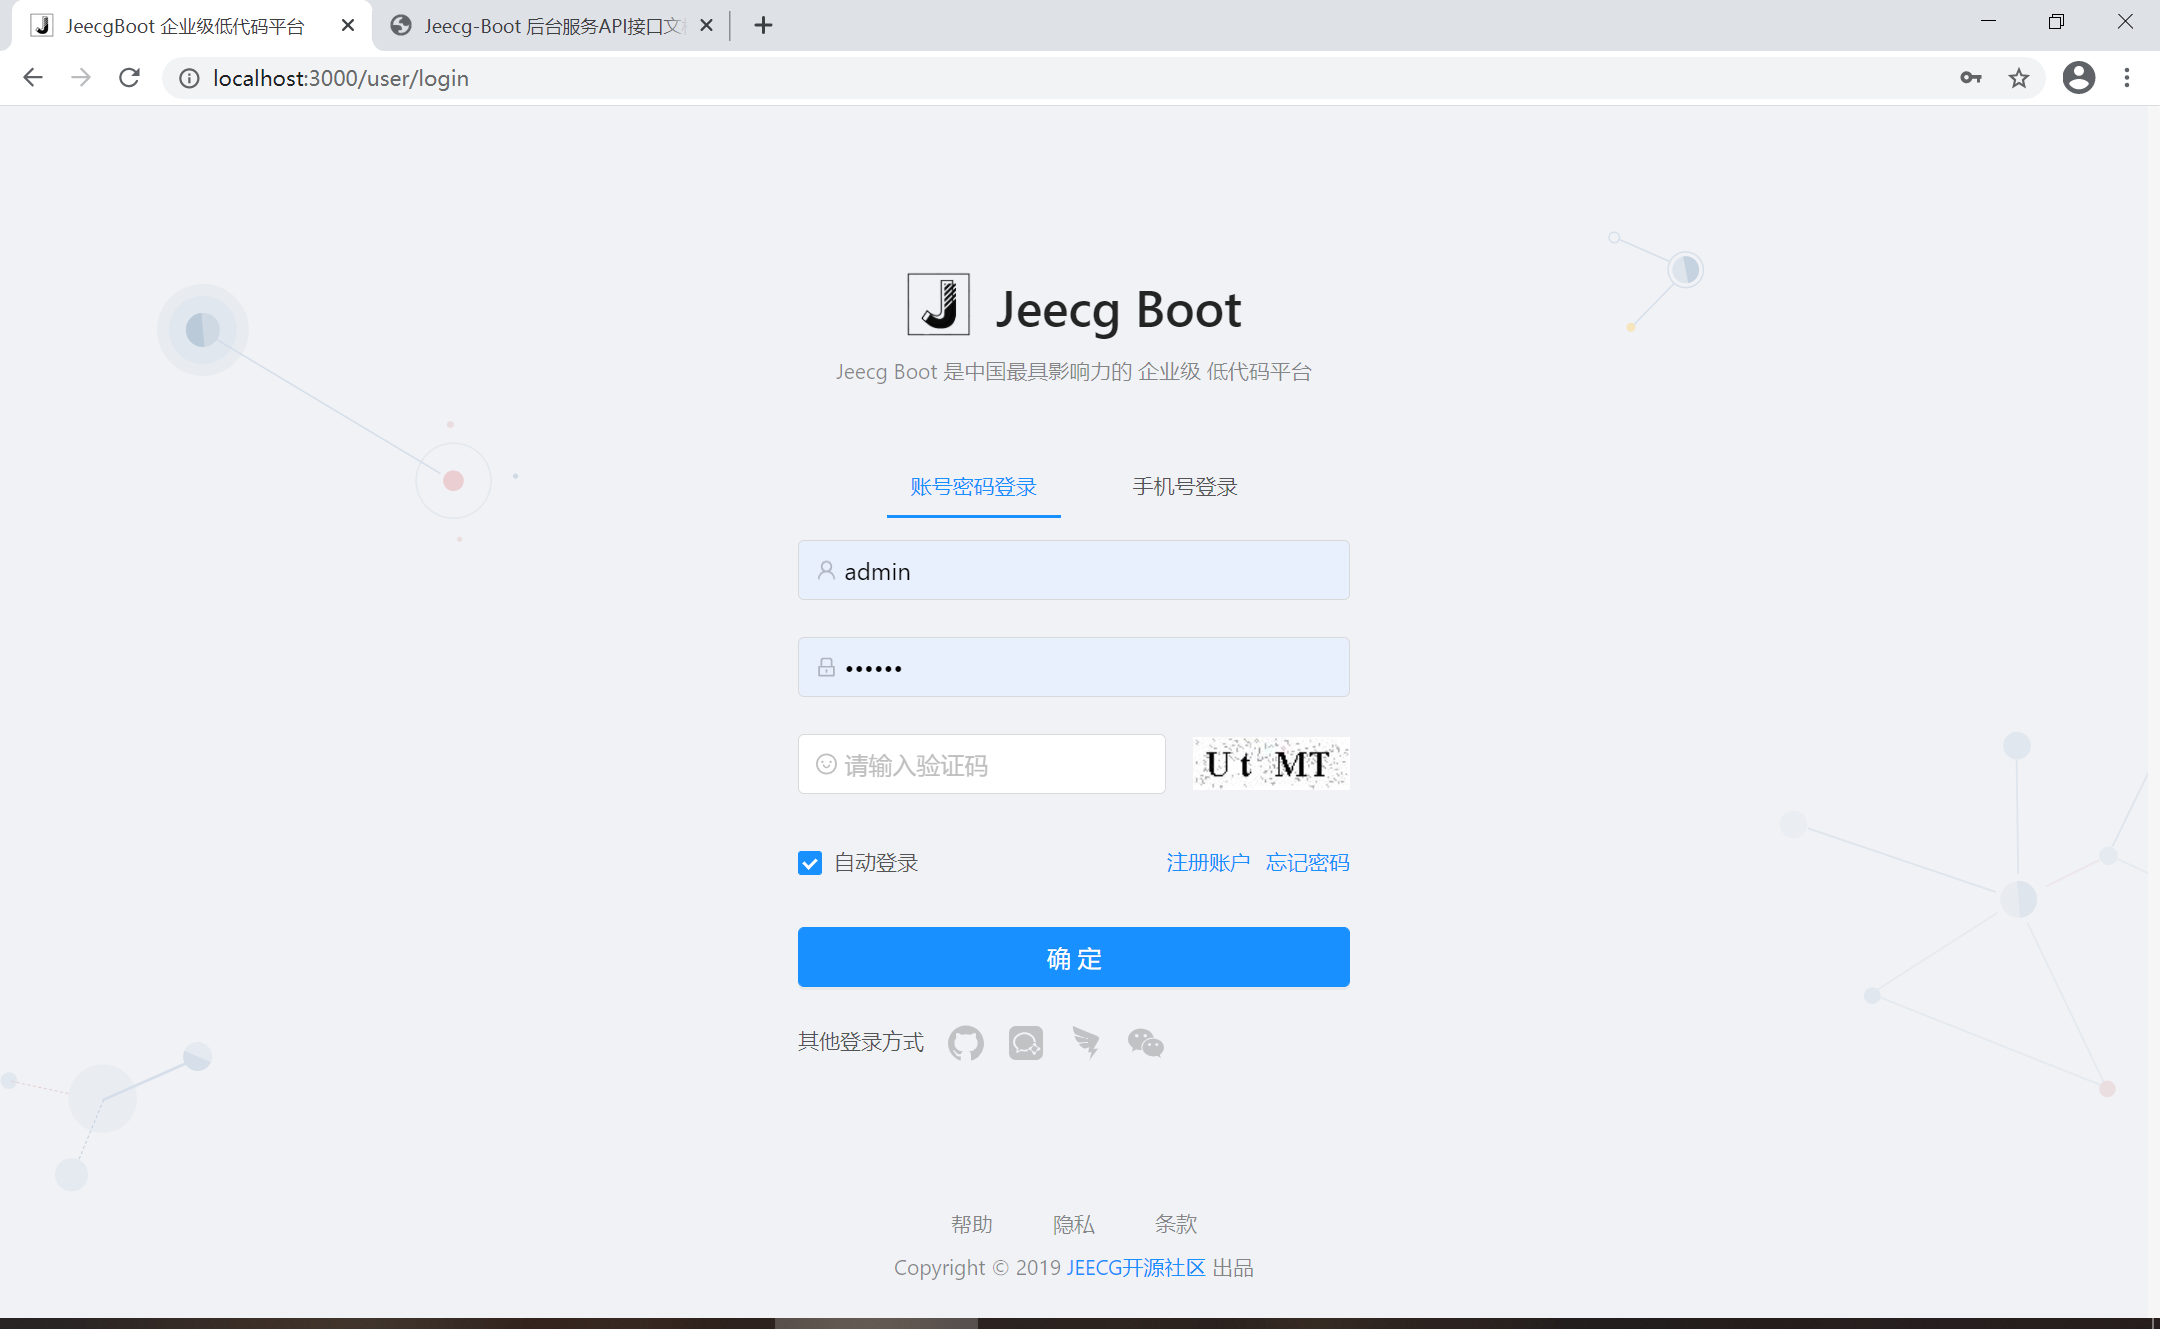 JeecgBoot 企业级低代码平台
Jeecg-Boot 后台服务API接口文
localhost:3000/user/login
Jeecg Boot
Jeecg Boot 是中国最具影响力的 企业级 低代码平台
账号密码登录 手机号登录
admin
••••••
请输入验证码 Ut MT
自动登录 注册账户 忘记密码
确 定
其他登录方式
帮助 隐私 条款
Copyright © 2019 JEECG开源社区 出品